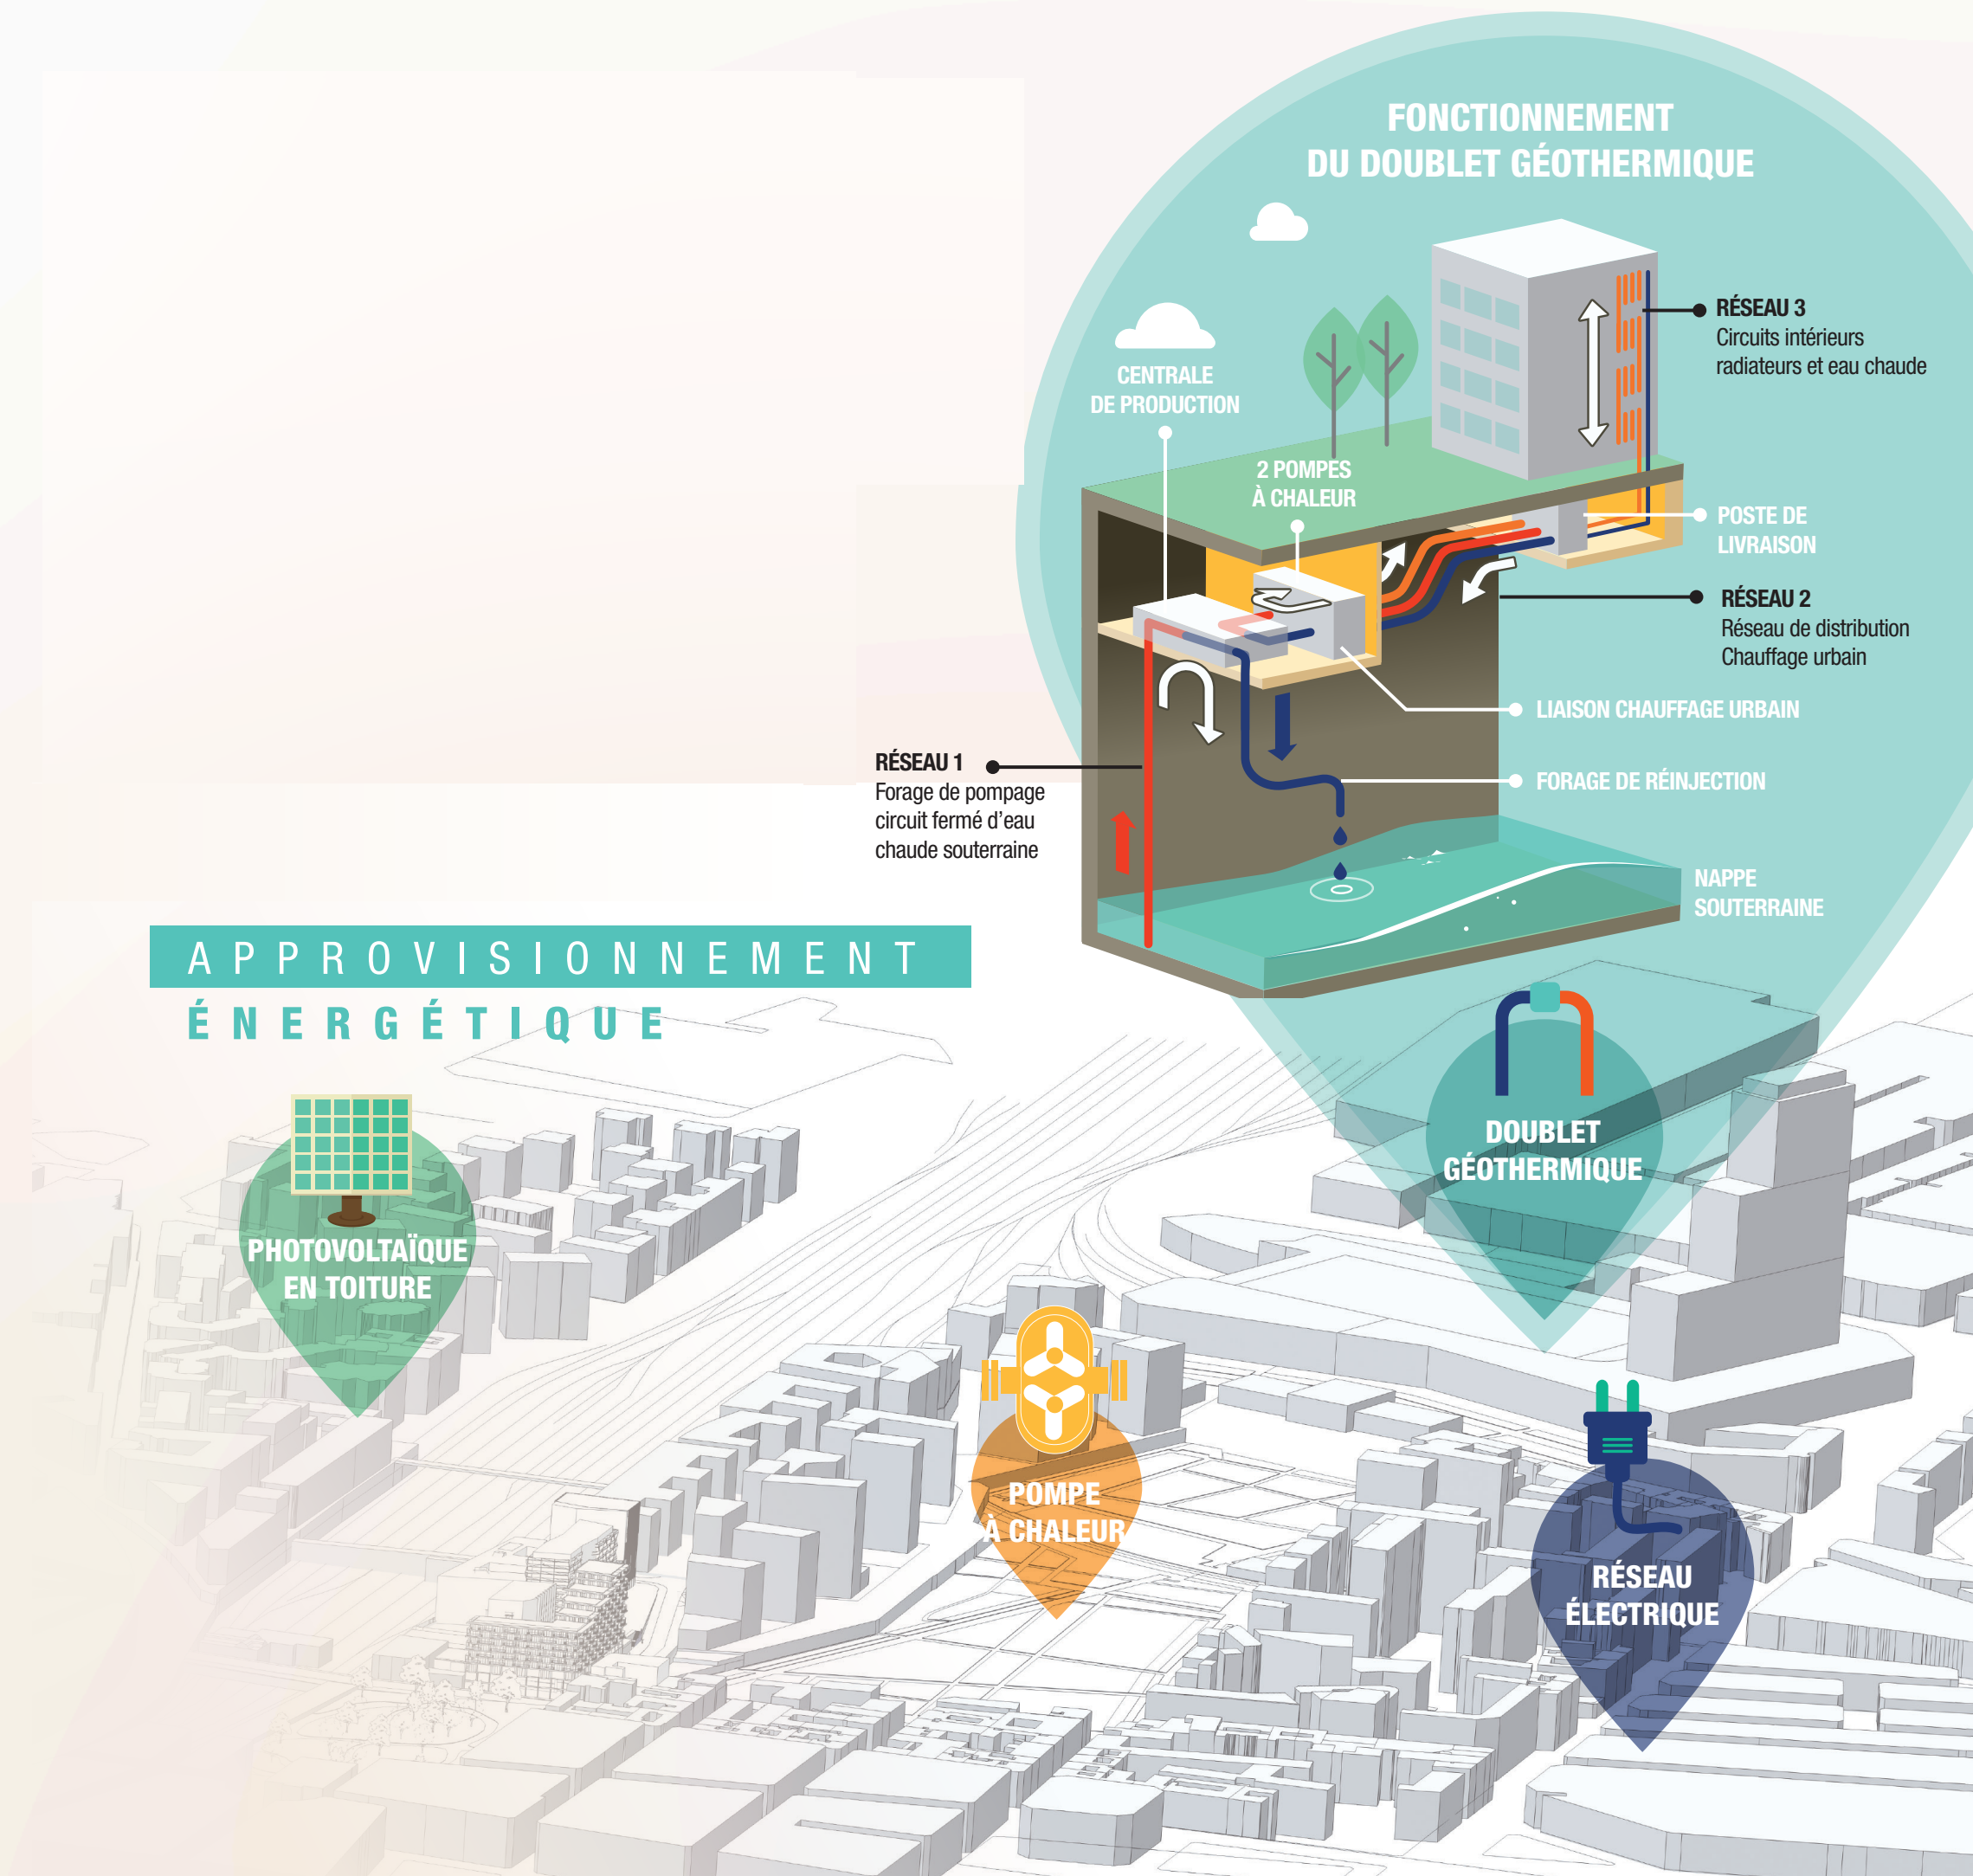 FONCTIONNEMENT
DU DOUBLET GÉOTHERMIQUE
RÉSEAU 3
Circuits intérieurs
radiateurs et eau chaude
CENTRALE
DE PRODUCTION
2 POMPES
À CHALEUR
POSTE DE
LIVRAISON
RÉSEAU 2
Réseau de distribution
Chauffage urbain
LIAISON CHAUFFAGE URBAIN
RÉSEAU 1
Forage de pompage
circuit fermé d’eau
chaude souterraine
FORAGE DE RÉINJECTION
NAPPE
SOUTERRAINE
APPROVISIONNEMENT
ÉNERGÉTIQUE
DOUBLET
GÉOTHERMIQUE
PHOTOVOLTAÏQUE
EN TOITURE
POMPE
À CHALEUR
RÉSEAU
ÉLECTRIQUE